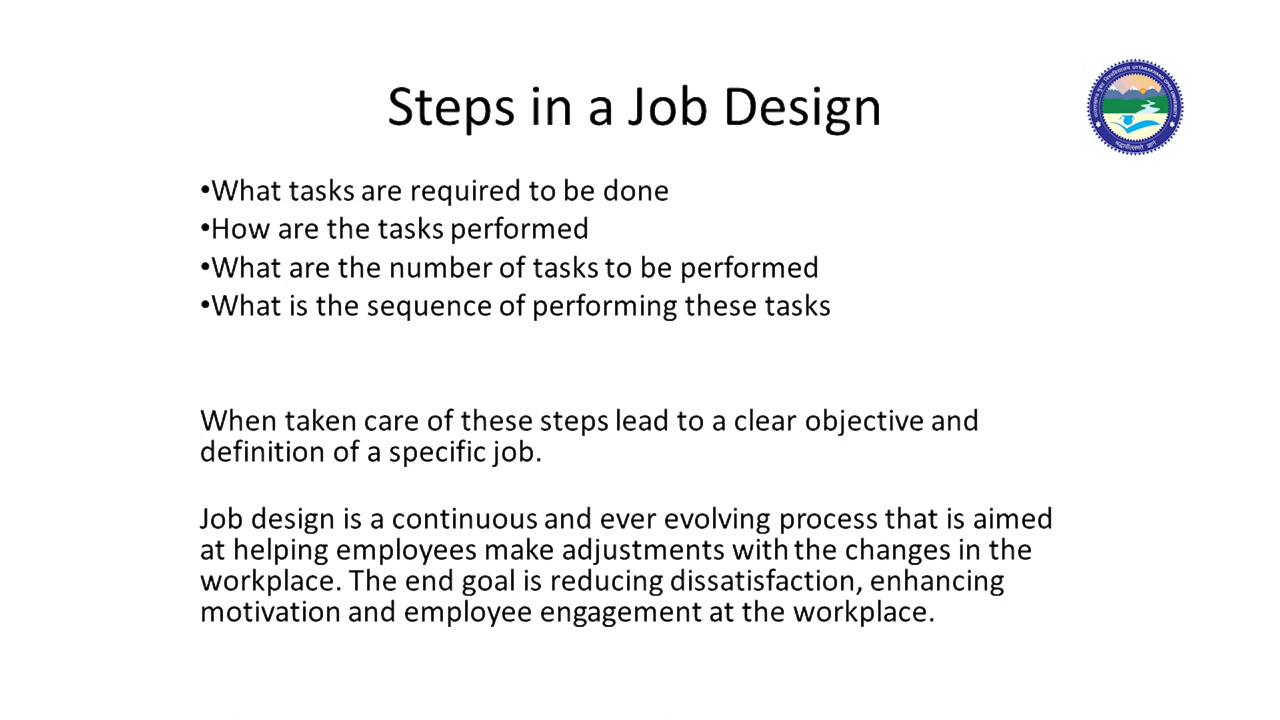 Steps in a Job Design
•What tasks are required to be done
•How are the tasks performed
•What are the number of tasks to be performed
•What is the sequence of performing these tasks
When taken care of these steps lead to a clear objective and
definition of a specific job.
Job design is a continuous and ever evolving process that is aimed
at helping employees make adjustments with the changes in the
workplace. The end goal is reducing dissatisfaction, enhancing
motivation and employee engagement at the workplace.